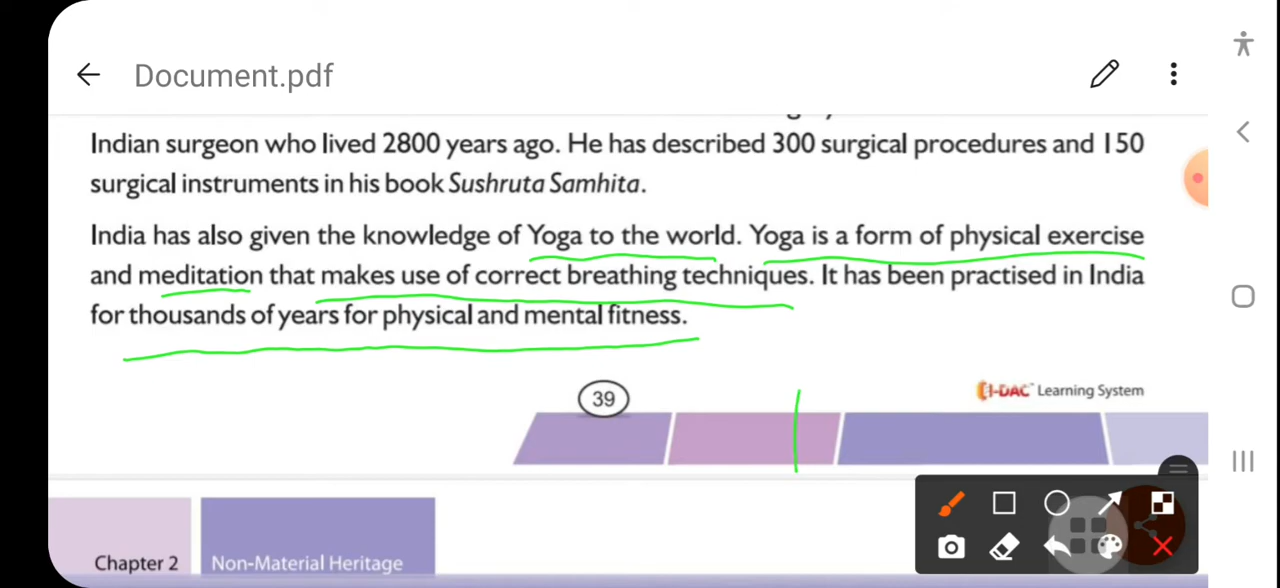 Document.pdf
Indian surgeon who lived 2800 years ago. He has described 300 surgical procedures and 150
surgical instruments in his book Sushruta Samhita.
India has also given the knowledge of Yoga to the world. Yoga is a form of physical exercise
and meditation that makes use of correct breathing techniques. It has been practised in India
for thousands of years for physical and mental fitness.
39
I-DAC™ Learning System
Chapter 2
Non-Material Heritage